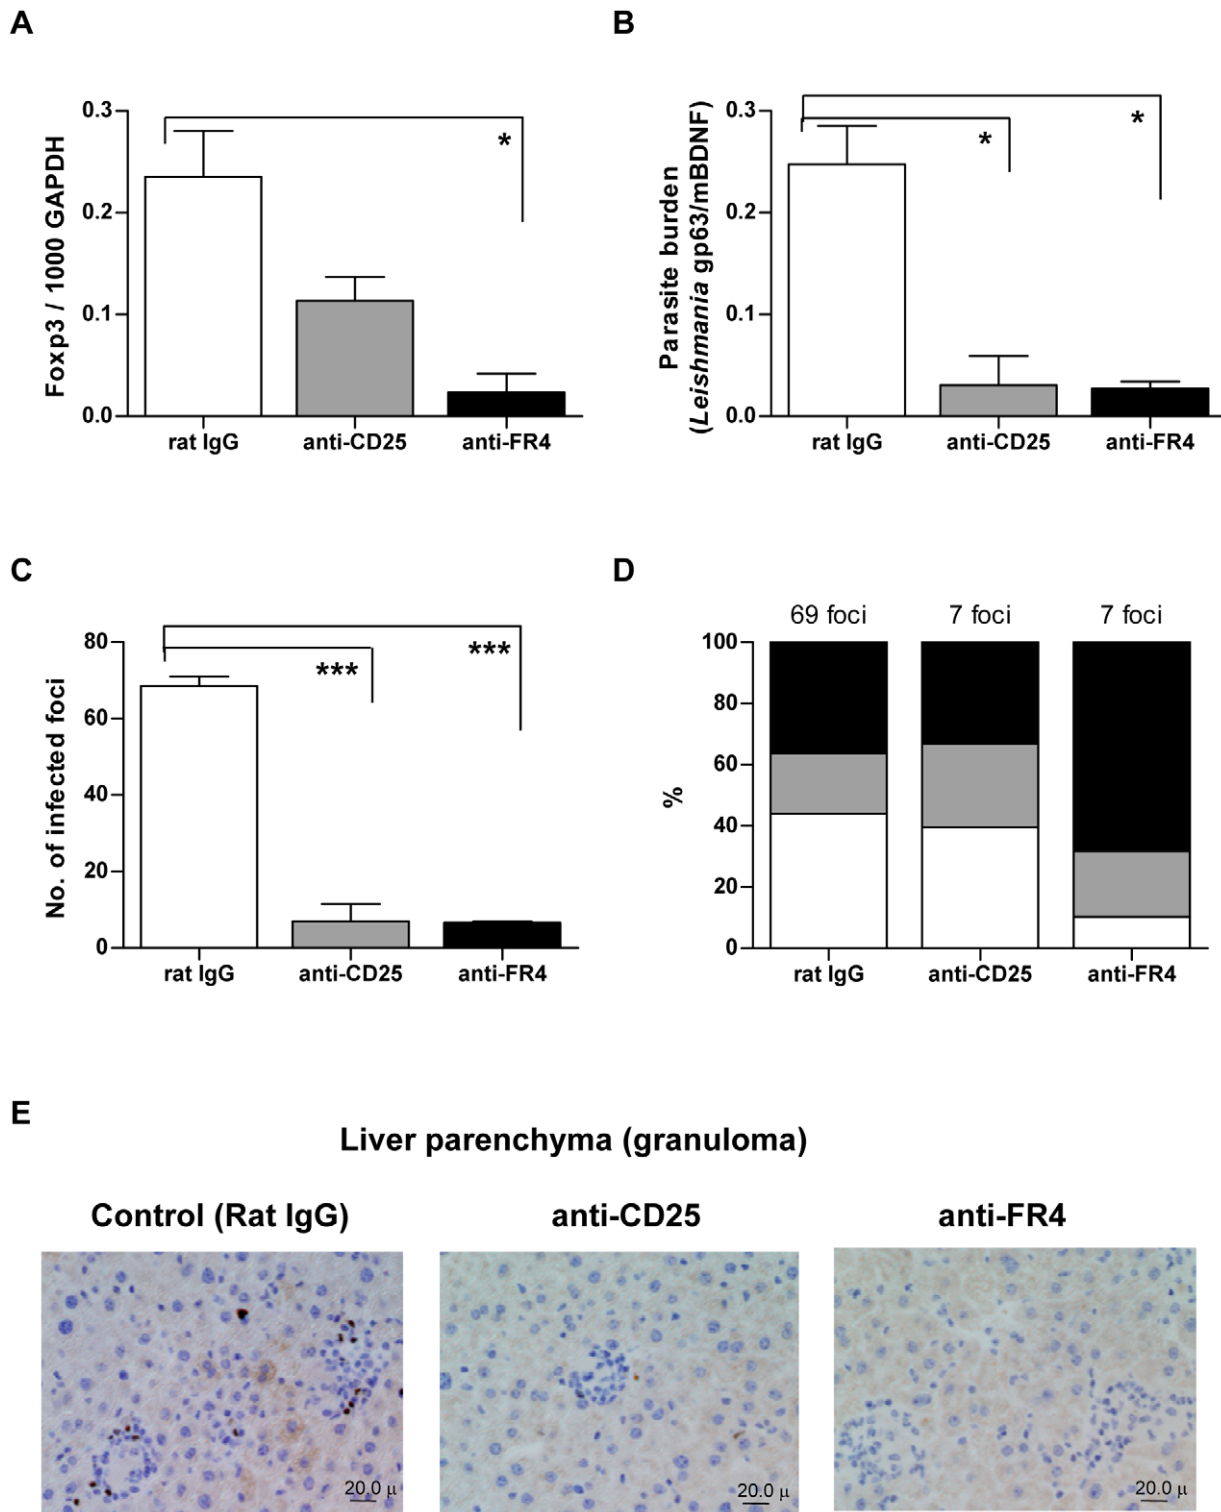 A
B
Foxp3 / 1000 GAPDH
0.3
0.2
0.1
0.0
*
rat IgG
anti-CD25
anti-FR4
Parasite burden
(Leishmania gp63/mBDNF)
0.3
0.2
0.1
0.0
*
*
rat IgG
anti-CD25
anti-FR4
C
D
No. of infected foci
80
60
40
20
0
***
***
rat IgG
anti-CD25
anti-FR4
69 foci
7 foci
7 foci
%
100
80
60
40
20
0
rat IgG
anti-CD25
anti-FR4
E
Liver parenchyma (granuloma)
Control (Rat IgG)
anti-CD25
anti-FR4
20.0 µ
20.0 µ
20.0 µ